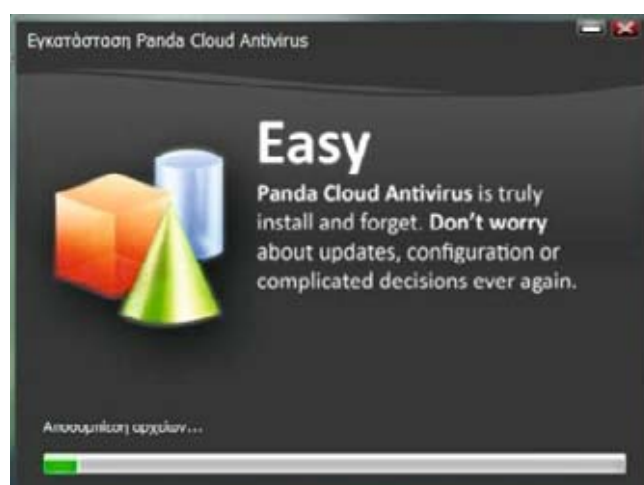 Εγκατάσταση Panda Cloud Antivirus
Easy
Panda Cloud Antivirus is truly
install and forget. Don't worry
about updates, configuration or
complicated decisions ever again.
Αποσυμπίεση αρχείων...